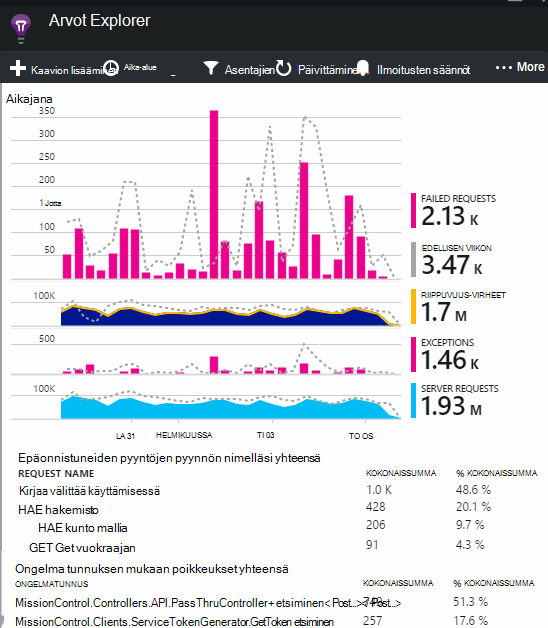 Arvot Explorer
Kaavion lisääminen Aika-alue Asentajien Päivittäminen Ilmoitusten säännöt ... More
Aikajana
350
300
250
200
1 Jotta
100
50
FAILED REQUESTS
2.13 K
EDELLISEN VIIKON
3.47 K
100K
RIIPPUVUUS-VIRHEET
1.7 M
500
EXCEPTIONS
1.46 K
100K
SERVER REQUESTS
1.93 M
LA 31 HELMIKUUSSA TI 03 TO OS
Epäonnistuneiden pyyntöjen pyynnön nimelläsi yhteensä
REQUEST NAME KOKONAISSUMMA % KOKONAISSUMMA
Kirjaa välittää käyttämisessä 1.0 K 48.6 %
HAE hakemisto 428 20.1 %
HAE kunto mallia 206 9.7 %
GET Get vuokraajan 91 4.3 %
Ongelma tunnuksen mukaan poikkeukset yhteensä
ONGELMATUNNUS KOKONAISSUMMA % KOKONAISSUMMA
MissionControl.Controllers.API.PassThruController+ etsiminen< Post...> 51.3 %
MissionControl.Clients.ServiceTokenGenerator.GetToken etsiminen 257 17.6 %